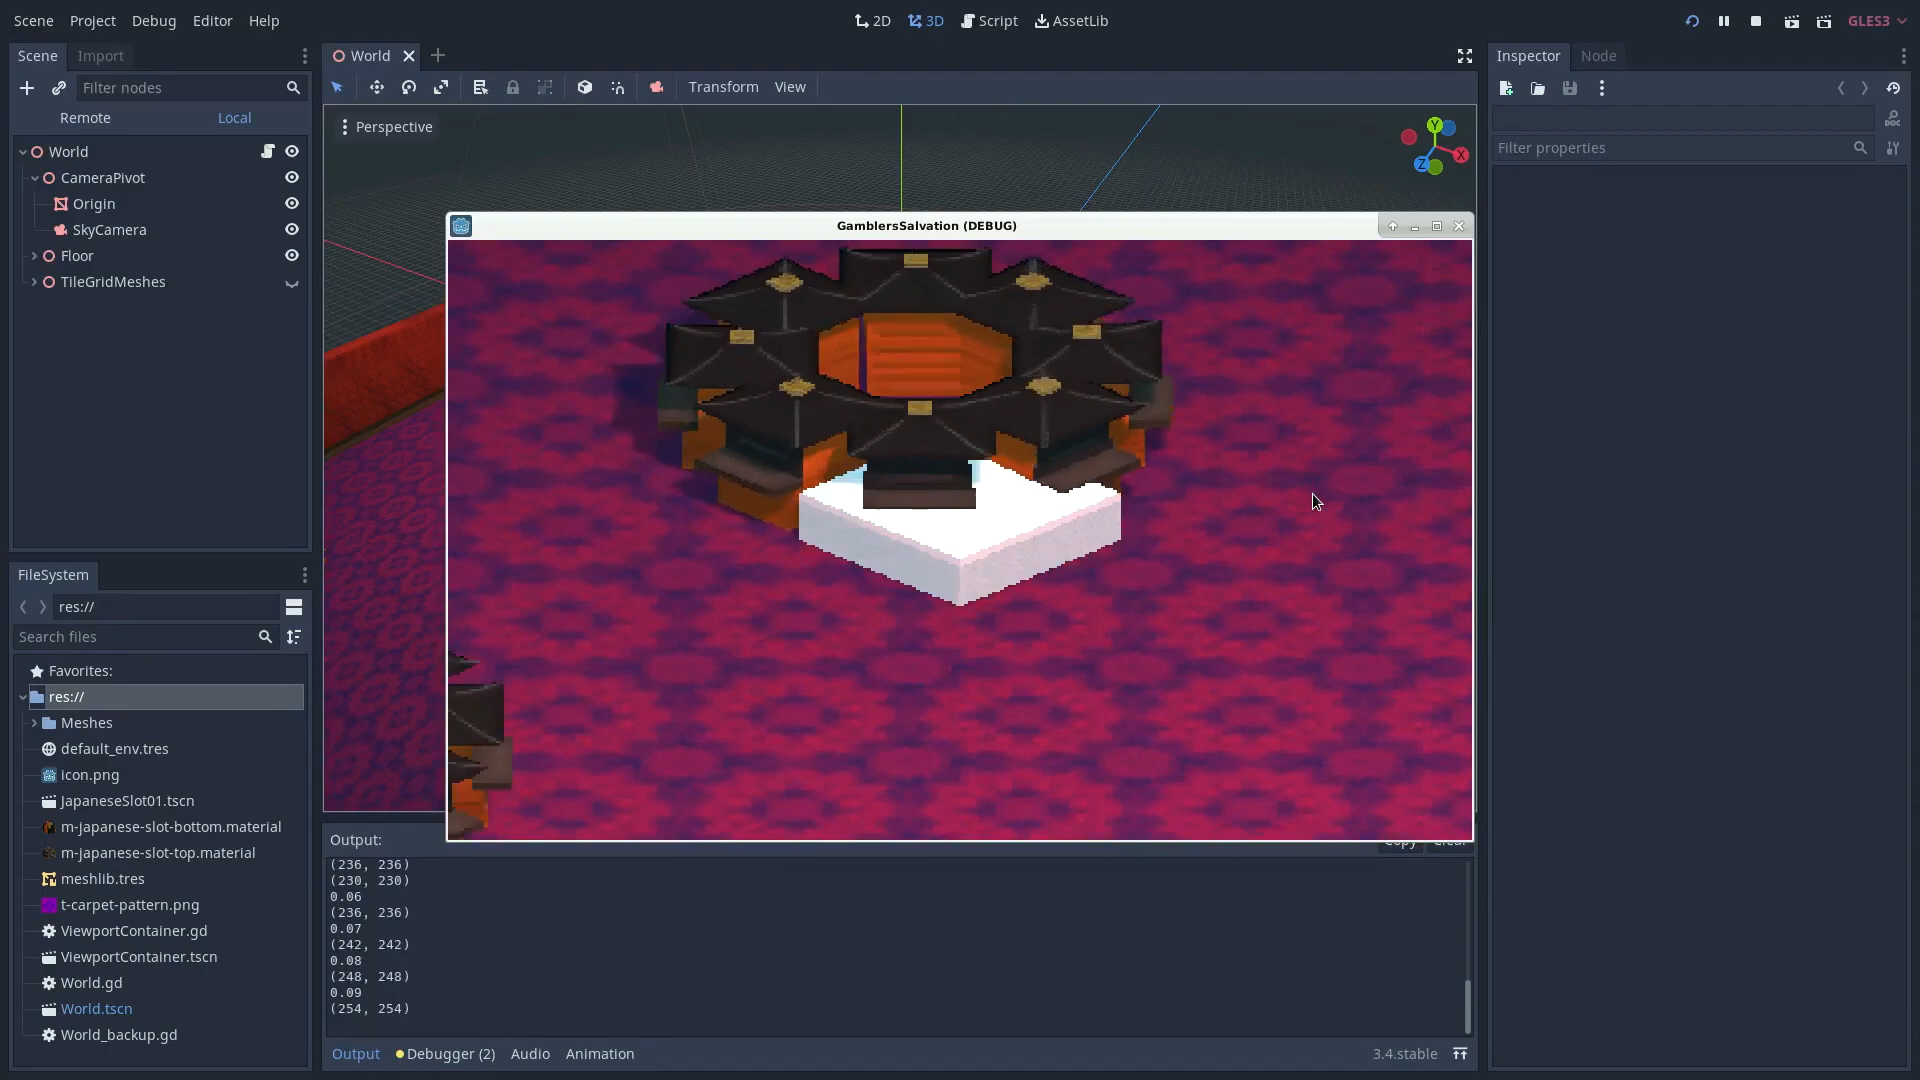 Scene Project Debug Editor Help
2D 3D Script AssetLib
GLES3
Scene Import
Filter nodes
Remote Local
World
CameraPivot
Origin
SkyCamera
Floor
TileGridMeshes
FileSystem
res://
Search files
Favorites:
res://
Meshes
default_env.tres
icon.png
JapaneseSlot01.tscn
m-japanese-slot-bottom.material
m-japanese-slot-top.material
meshlib.tres
t-carpet-pattern.png
ViewportContainer.gd
ViewportContainer.tscn
World.gd
World.tscn
World_backup.gd
World
Transform View
Perspective
Y
X
Z
GamblersSalvation (DEBUG)
Output:
Copy Clear
(236, 236)
(230, 230)
0.06
(236, 236)
0.07
(242, 242)
0.08
(248, 248)
0.09
(254, 254)
Output Debugger (2) Audio Animation
3.4.stable
Inspector Node
Filter properties